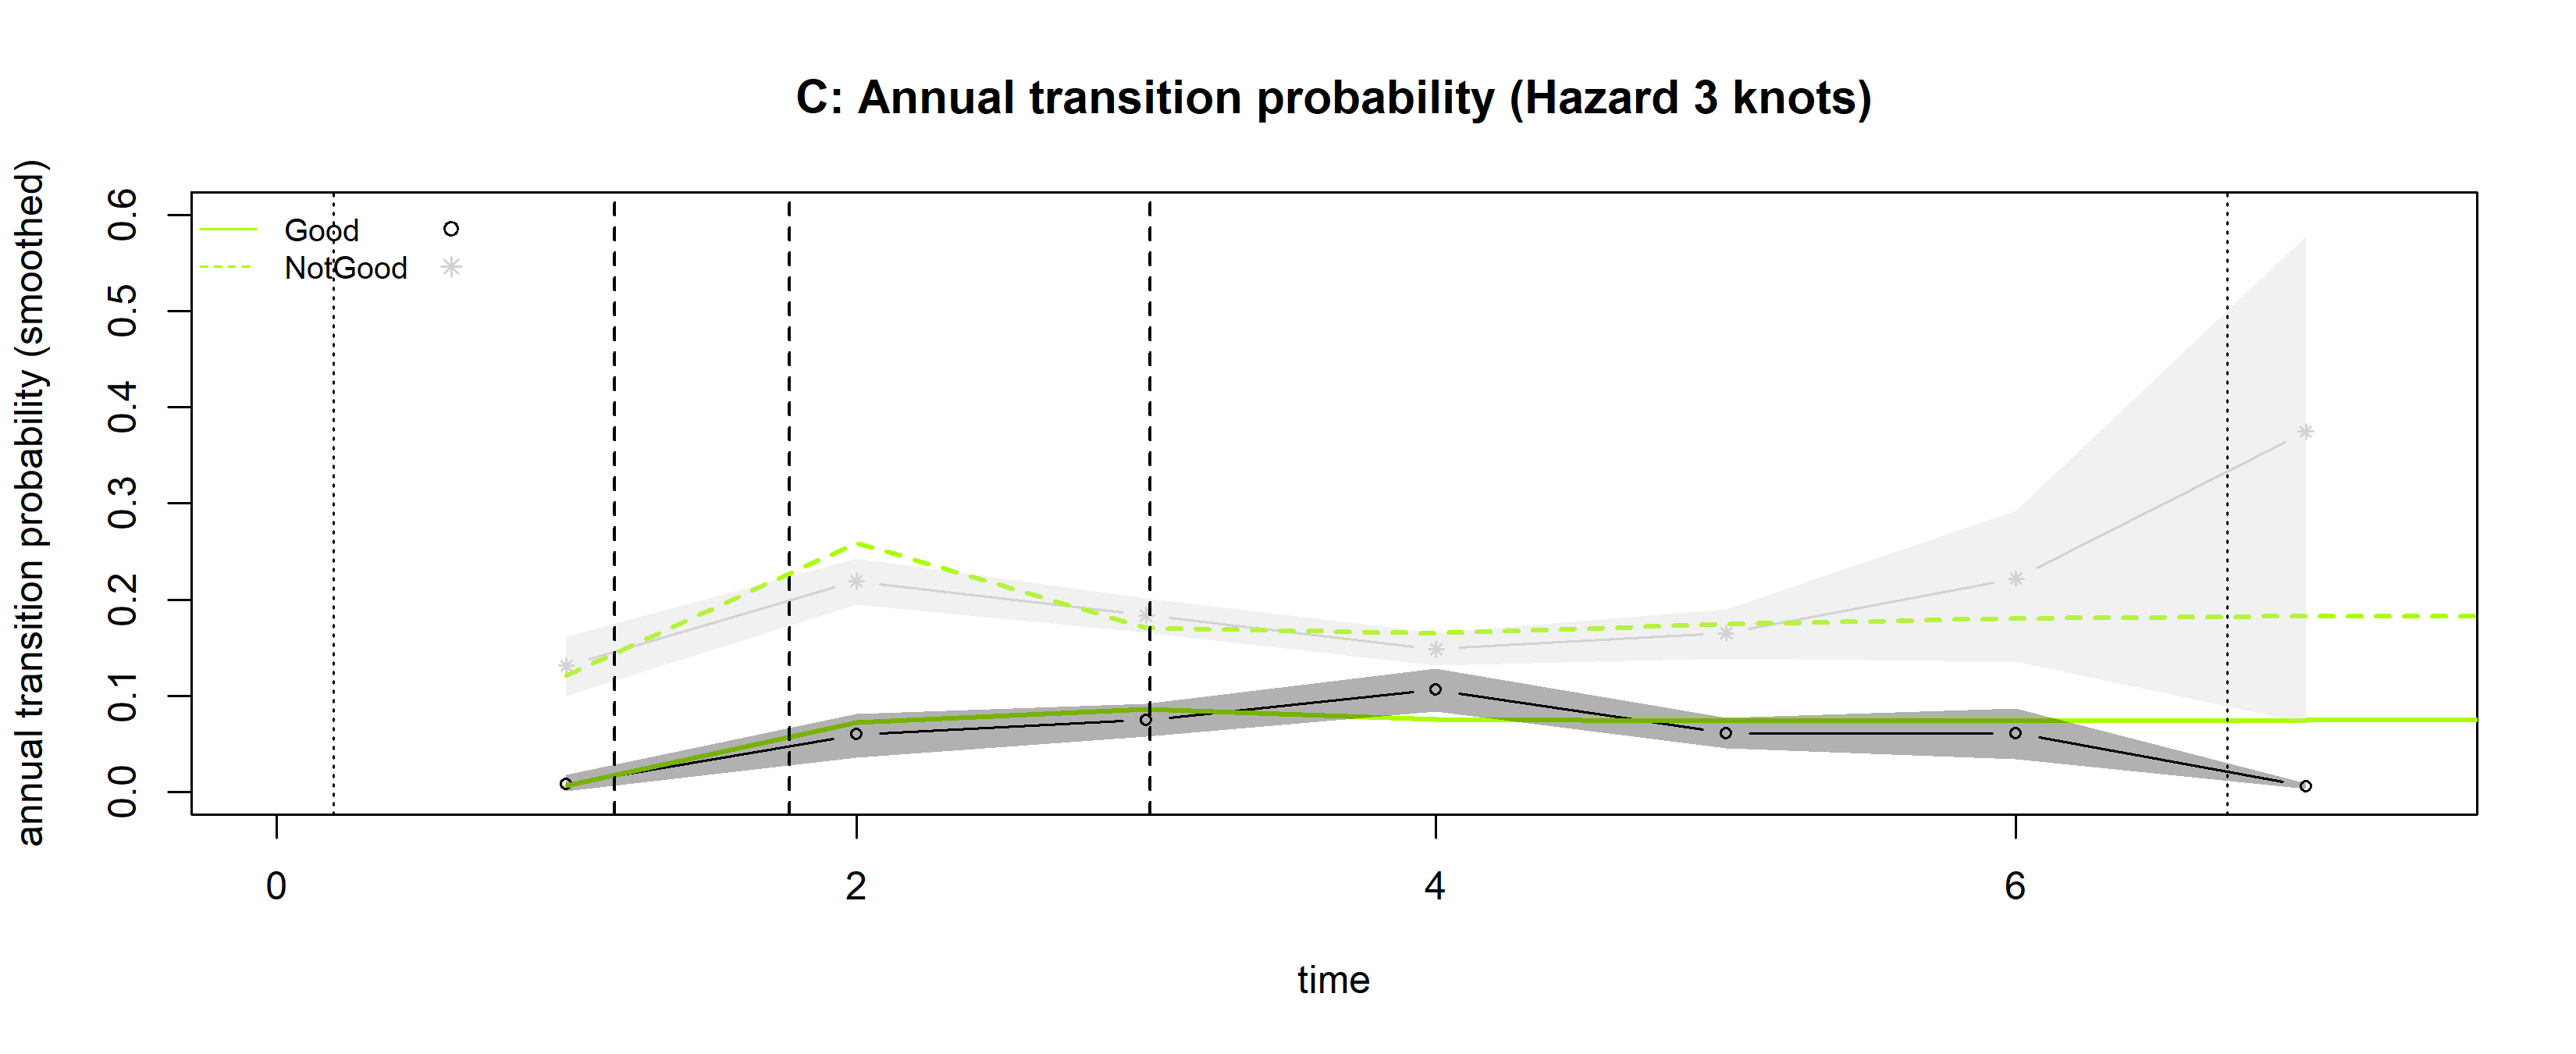 C: Annual transition probability (Hazard 3 knots)
annual transition probability (smoothed)
0.6
0.5
0.4
0.3
0.2
0.1
0.0
Good
NotGood
0 2 4 6
time